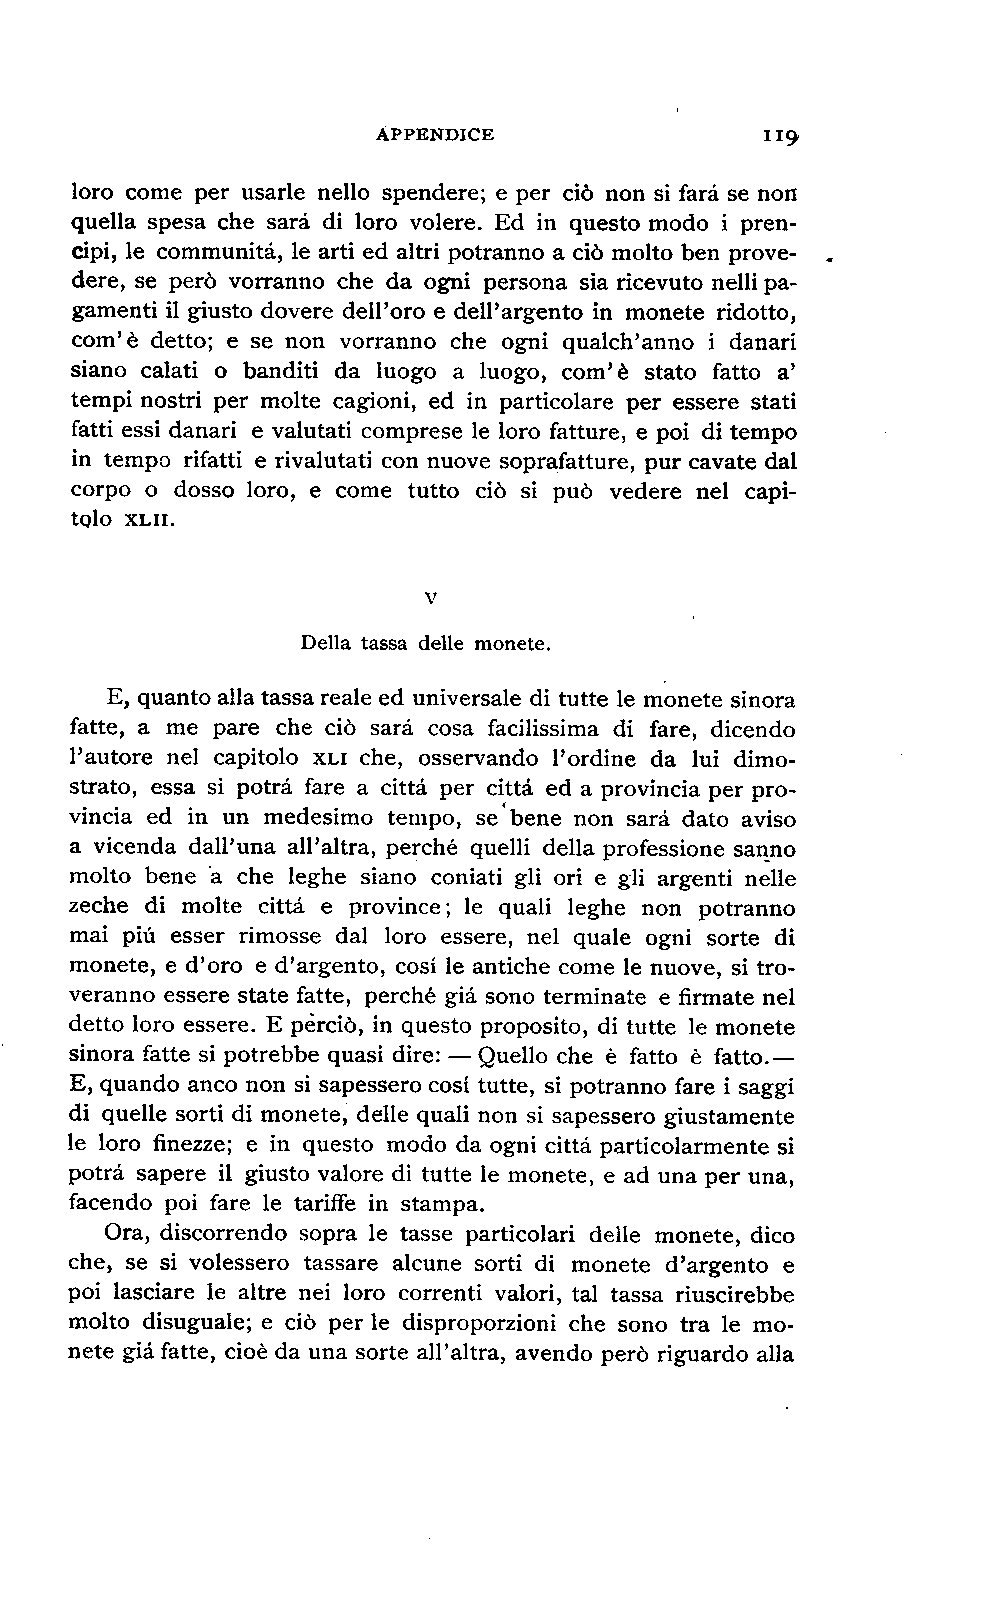 APPENDICE 119
loro come per usarle nello spendere; e per ciò non si fará se non
quella spesa che sará di loro volere. Ed in questo modo i pren-
cipi, le communitá, le arti ed altri potranno a ciò molto ben prove-
dere, se però vorranno che da ogni persona sia ricevuto nelli pa-
gamenti il giusto dovere dell'oro e dell'argento in monete ridotto,
com'è detto; e se non vorranno che ogni qualch'anno i danari
siano calati o banditi da luogo a luogo, com'è stato fatto a'
tempi nostri per molte cagioni, ed in particolare per essere stati
fatti essi danari e valutati comprese le loro fatture, e poi di tempo
in tempo rifatti e rivalutati con nuove soprafatture, pur cavate dal
corpo o dosso loro, e come tutto ciò si può vedere nel capi-
tolo XLII.
V
Della tassa delle monete.
E, quanto alla tassa reale ed universale di tutte le monete sinora
fatte, a me pare che ciò sará cosa facilissima di fare, dicendo
l'autore nel capitolo XLI che, osservando l'ordine da lui dimo-
strato, essa si potrá fare a cittá per cittá ed a provincia per pro-
vincia ed in un medesimo tempo, se bene non sará dato aviso
a vicenda dall'una all'altra, perché quelli della professione sanno
molto bene a che leghe siano coniati gli ori e gli argenti nelle
zeche di molte cittá e province; le quali leghe non potranno
mai piú esser rimosse dal loro essere, nel quale ogni sorte di
monete, e d'oro e d'argento, cosí le antiche come le nuove, si tro-
veranno essere state fatte, perché giá sono terminate e firmate nel
detto loro essere. E perciò, in questo proposito, di tutte le monete
sinora fatte si potrebbe quasi dire: — Quello che è fatto è fatto. —
E, quando anco non si sapessero cosí tutte, si potranno fare i saggi
di quelle sorti di monete, delle quali non si sapessero giustamente
le loro finezze; e in questo modo da ogni cittá particolarmente si
potrá sapere il giusto valore di tutte le monete, e ad una per una,
facendo poi fare le tariffe in stampa.
Ora, discorrendo sopra le tasse particolari delle monete, dico
che, se si volessero tassare alcune sorti di monete d'argento e
poi lasciare le altre nei loro correnti valori, tal tassa riuscirebbe
molto disuguale; e ciò per le disproporzioni che sono tra le mo-
nete giá fatte, cioè da una sorte all'altra, avendo però riguardo alla